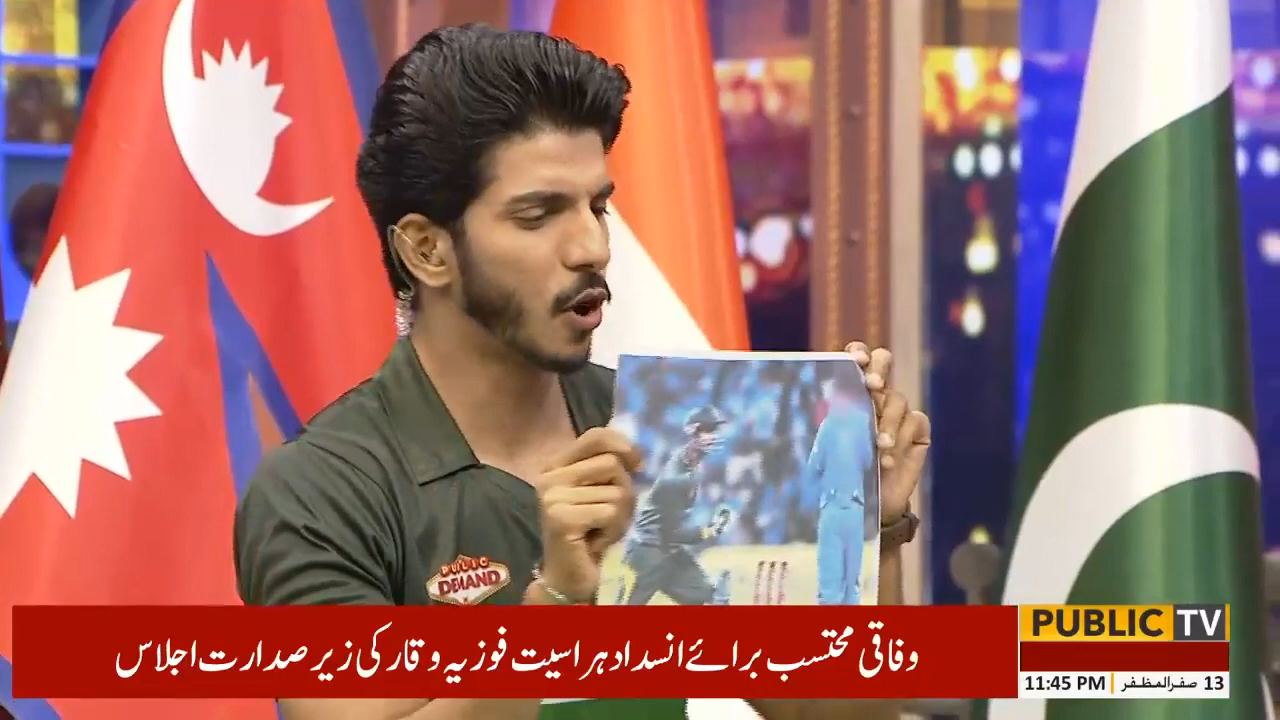 PUBLIC
DEMAND
وفاقی محتسب برائے انسداد ہراسیت فوزیہ وقار کی زیر صدارت اجلاس
PUBLIC TV
11:45 PM | 13 صفرالمظفر